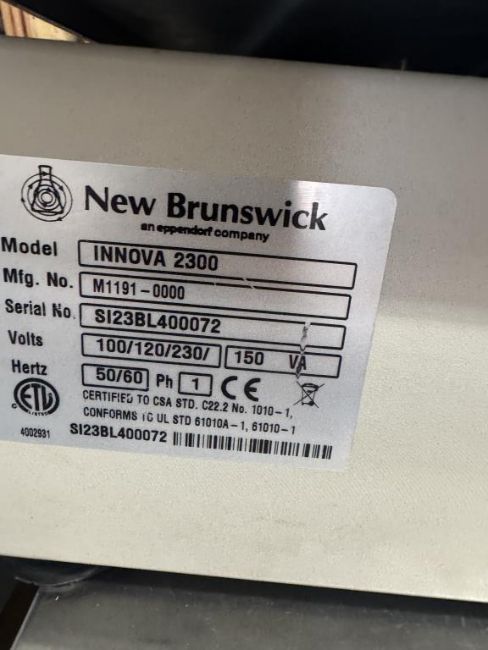 New Brunswick
an eppendorf company
Model INNOVA 2300
Mfg. No. M1191-0000
Serial No. SI23BL400072
Volts 100/120/230/ 150 VA
Hertz 50/60 Ph 1 CE
CERTIFIED TO CSA STD. C22.2 No. 1010-1,
CONFORMS TO UL STD 61010A-1, 61010-1
ETL
4002931 SI23BL400072